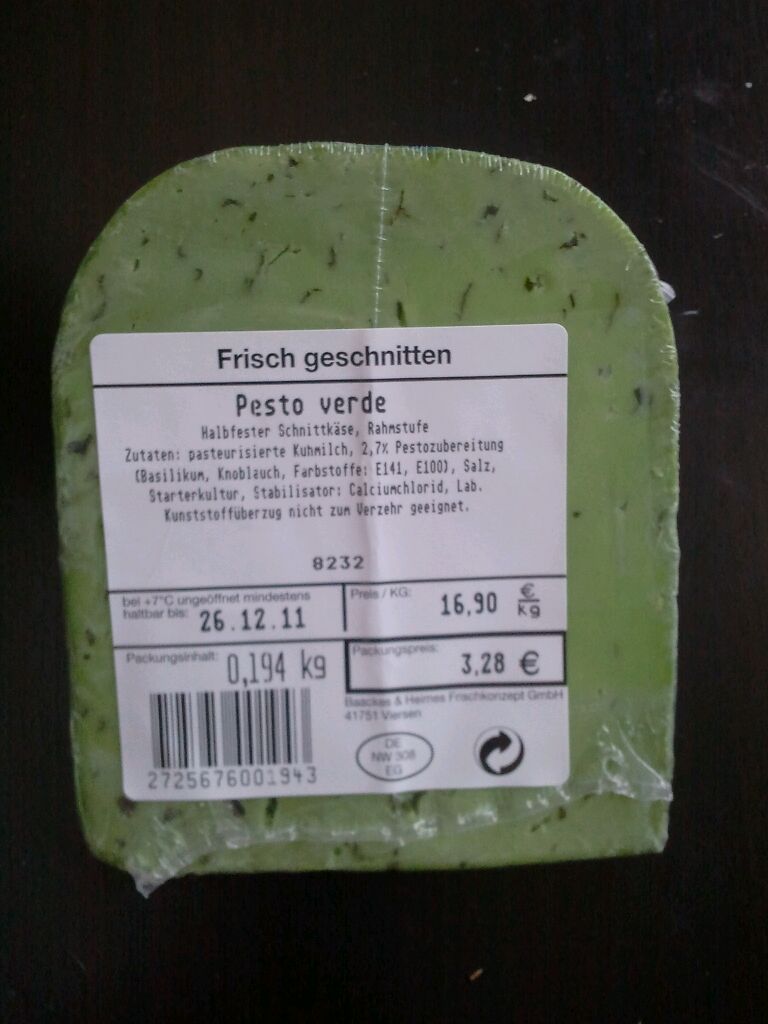 Frisch geschnitten
Pesto verde
Halbfester Schnittkäse, Rahmstufe
Zutaten: pasteurisierte Kuhmilch, 2,7% Pestozubereitung
(Basilikum, Knoblauch, Farbstoffe: E141, E100), Salz,
Starterkultur, Stabilisator: Calciumchlorid, Lab.
Kunststoffüberzug nicht zum Verzehr geeignet.
8232
bei +7°C ungeöffnet mindestens
haltbar bis: 26.12.11
Preis / KG: 16,90 €/kg
Packungsinhalt: 0,194 kg
Packungspreis: 3,28 €
Baackes & Heimes Frischkonzept GmbH
41751 Viersen
DE
NW 308
EG
2725676001943